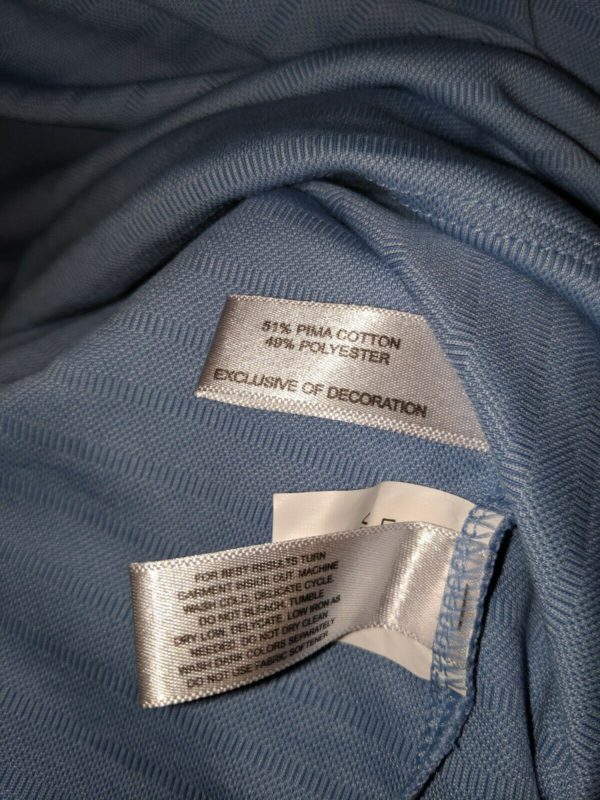 51% PIMA COTTON
49% POLYESTER
EXCLUSIVE OF DECORATION
FOR BEST RESULTS TURN
GARMENT INSIDE OUT, MACHINE
WASH COLD, DELICATE CYCLE
DO NOT BLEACH, TUMBLE
DRY LOW, DELICATE, LOW IRON AS
NEEDED, DO NOT DRY CLEAN
WASH DARK COLORS SEPARATELY
DO NOT USE FABRIC SOFTENER